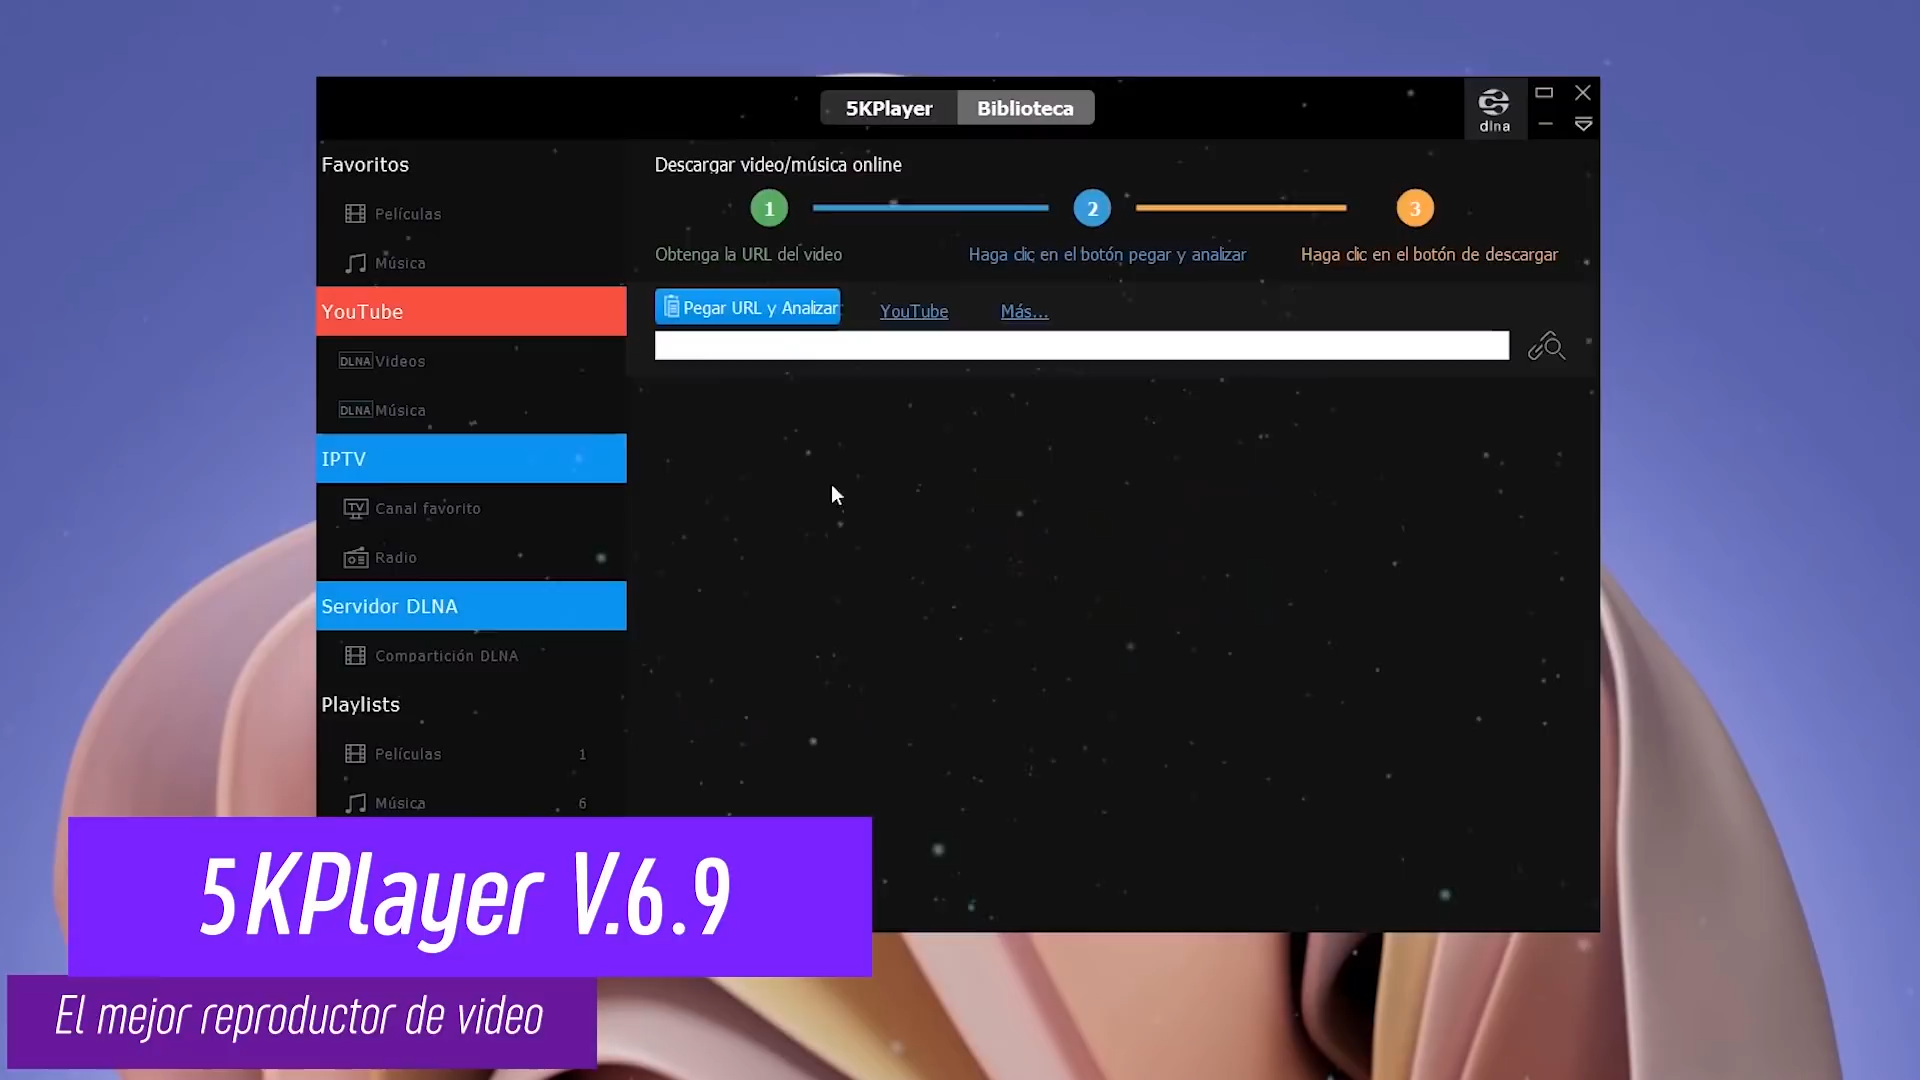 5KPlayer
Biblioteca
dlna
Favoritos
Películas
Música
YouTube
DLNA Videos
DLNA Música
IPTV
TV Canal favorito
Radio
Servidor DLNA
Compartición DLNA
Playlists
Películas 1
Música 6
Descargar video/música online
1 2 3
Obtenga la URL del video
Haga clic en el botón pegar y analizar
Haga clic en el botón de descargar
Pegar URL y Analizar
YouTube
Más...
5KPlayer V.6.9
El mejor reproductor de video